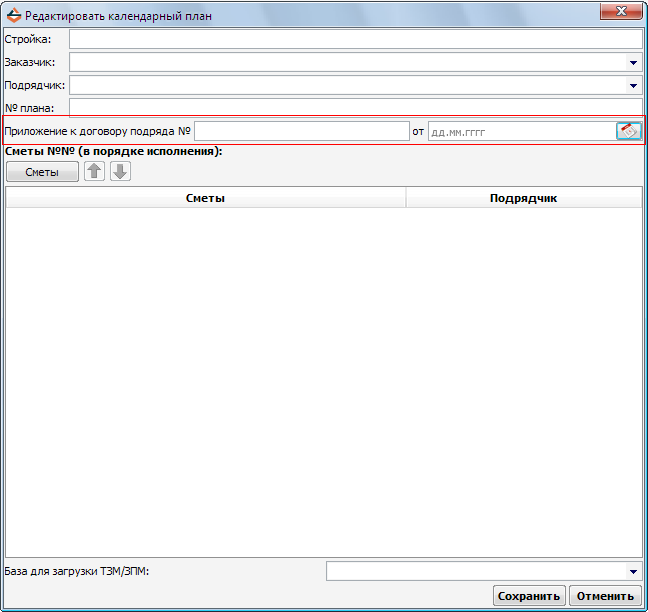 Редактировать календарный план
Стройка:
Заказчик:
Подрядчик:
№ плана:
Приложение к договору подряда № от дд.мм.гггг
Сметы №№ (в порядке исполнения):
Сметы
Сметы Подрядчик
База для загрузки ТЗМ/ЗПМ:
Сохранить Отменить